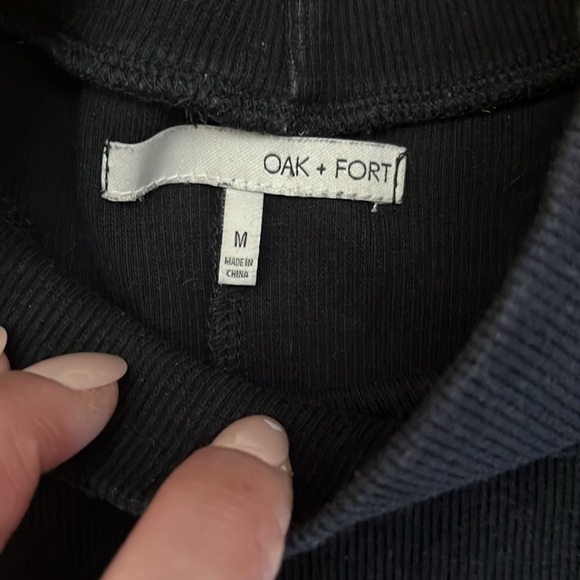 OAK + FORT
M
MADE IN
CHINA